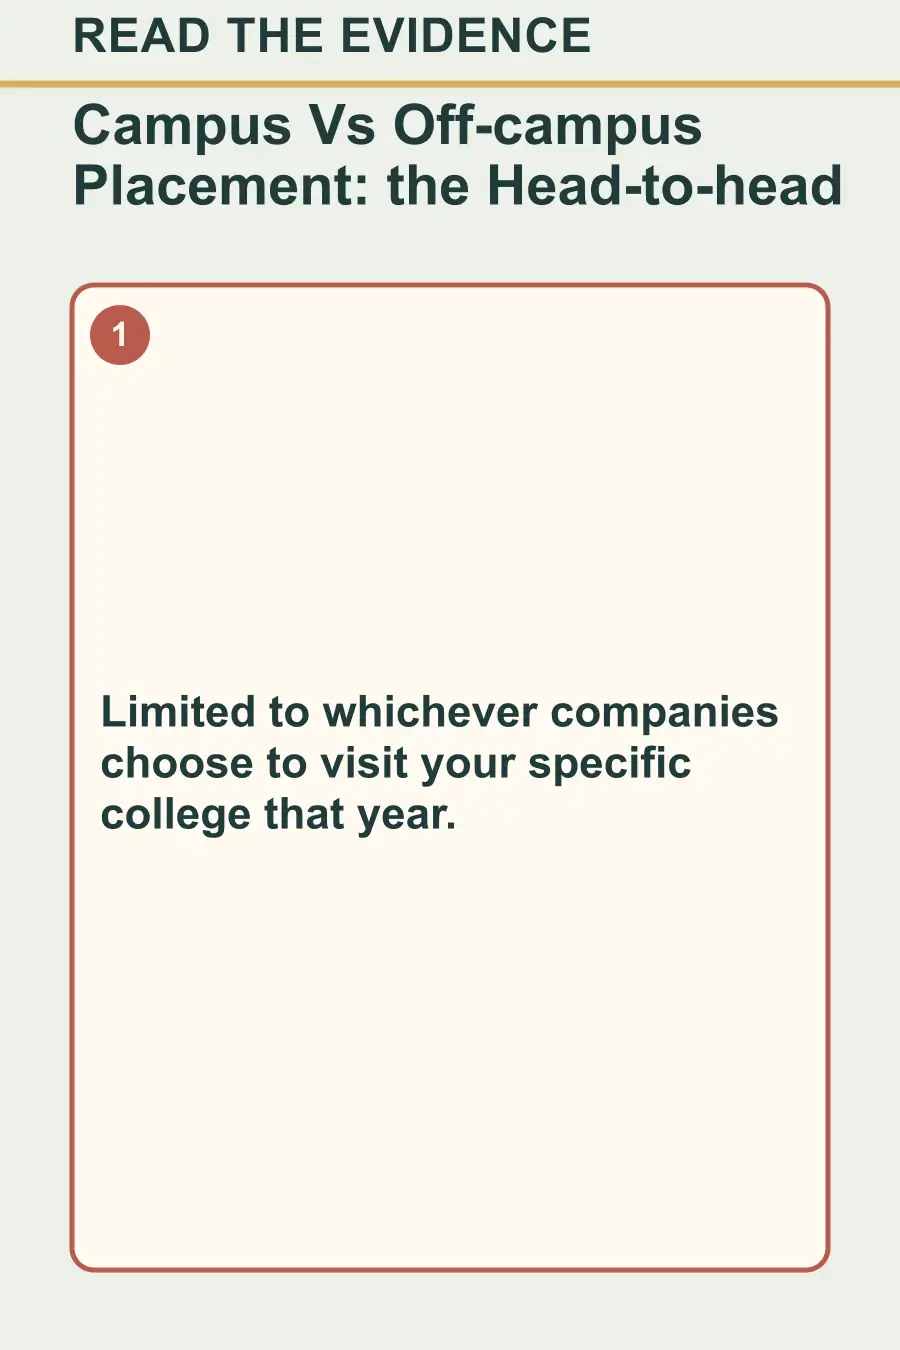 READ THE EVIDENCE
Campus Vs Off-campus
Placement: the Head-to-head
1
Limited to whichever companies
choose to visit your specific
college that year.